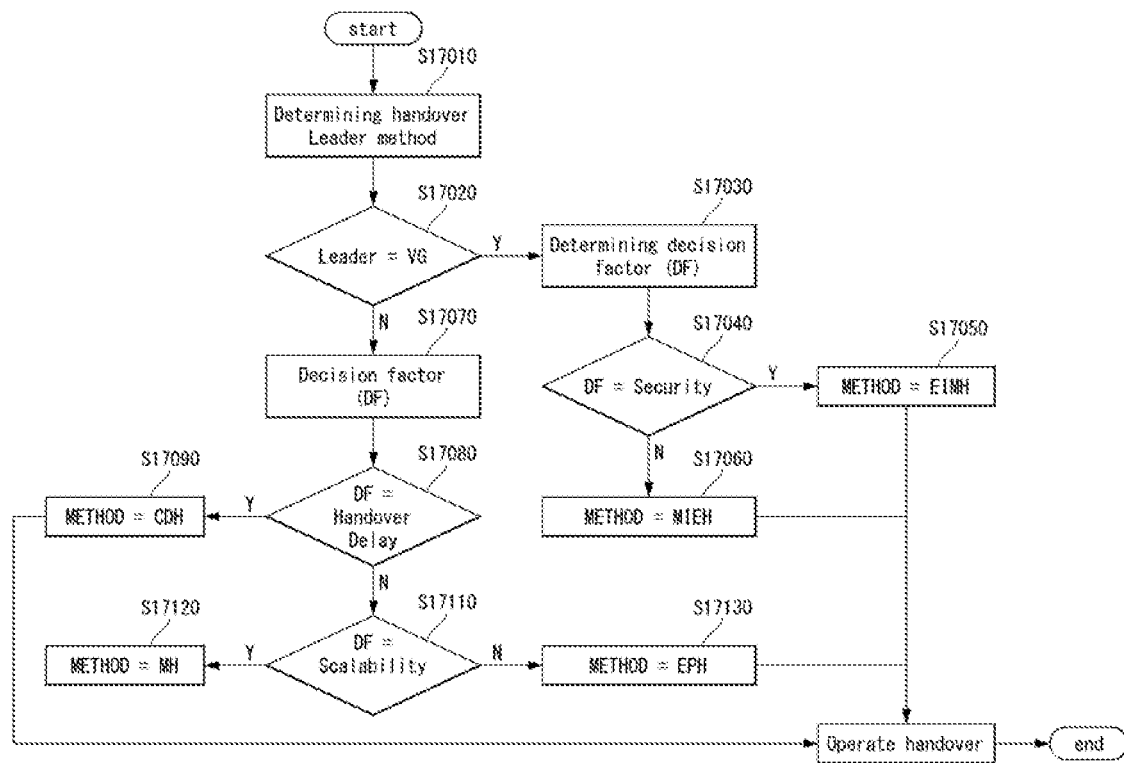 start
S17010
Determining handover
Leader method
S17020
Leader = VG
Y
N
S17030
Determining decision
factor (DF)
S17040
DF = Security
Y
N
S17050
METHOD = EIMH
S17060
METHOD = MIEH
S17070
Decision factor
(DF)
S17080
DF =
Handover
Delay
Y
N
S17090
METHOD = CDH
S17110
DF =
Scalability
Y
N
S17120
METHOD = MH
S17130
METHOD = EPH
Operate handover
end